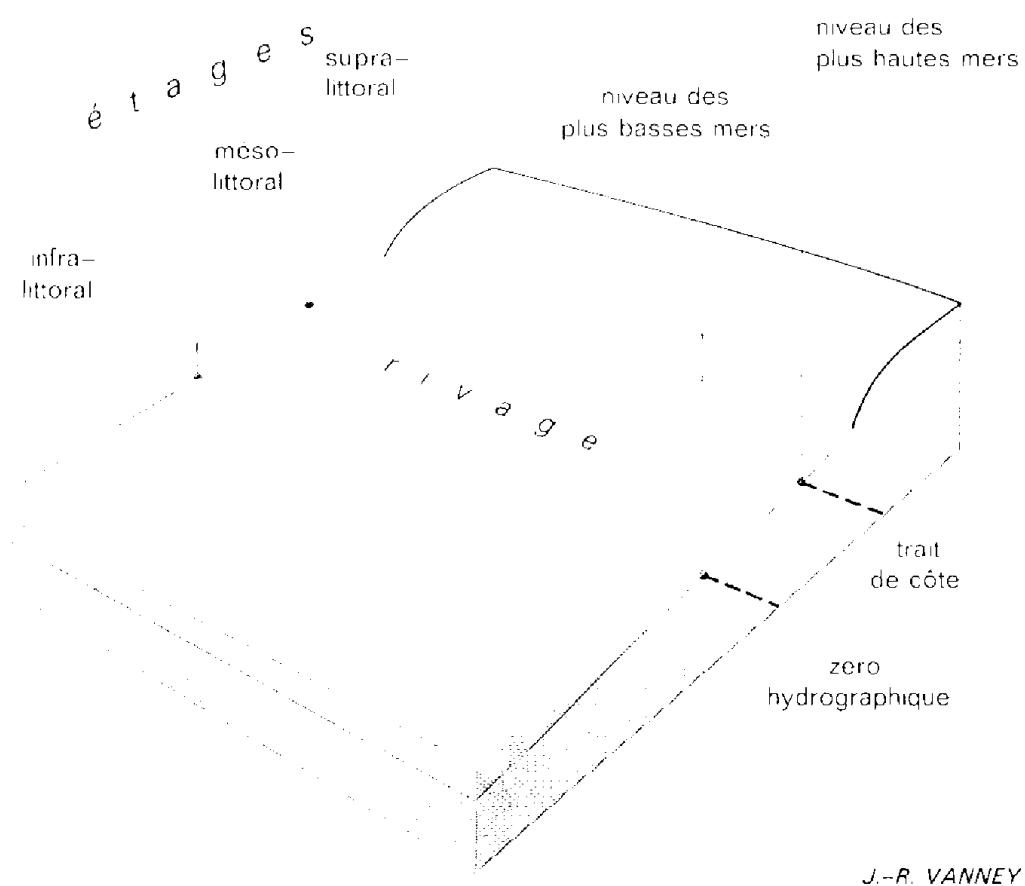 étages
supra–
littoral
méso–
littoral
infra–
littoral
niveau des
plus basses mers
niveau des
plus hautes mers
rivage
trait
de côte
zero
hydrographique
J.-R. VANNEY